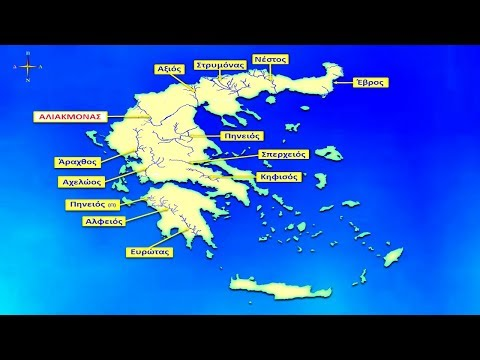 Νέστος
Στρυμόνας
Αξιός
Έβρος
ΑΛΙΑΚΜΟΝΑΣ
Πηνειός
Σπερχειός
Άραχθος
Κηφισός
Αχελώος
Πηνειός (Π)
Αλφειός
Ευρώτας